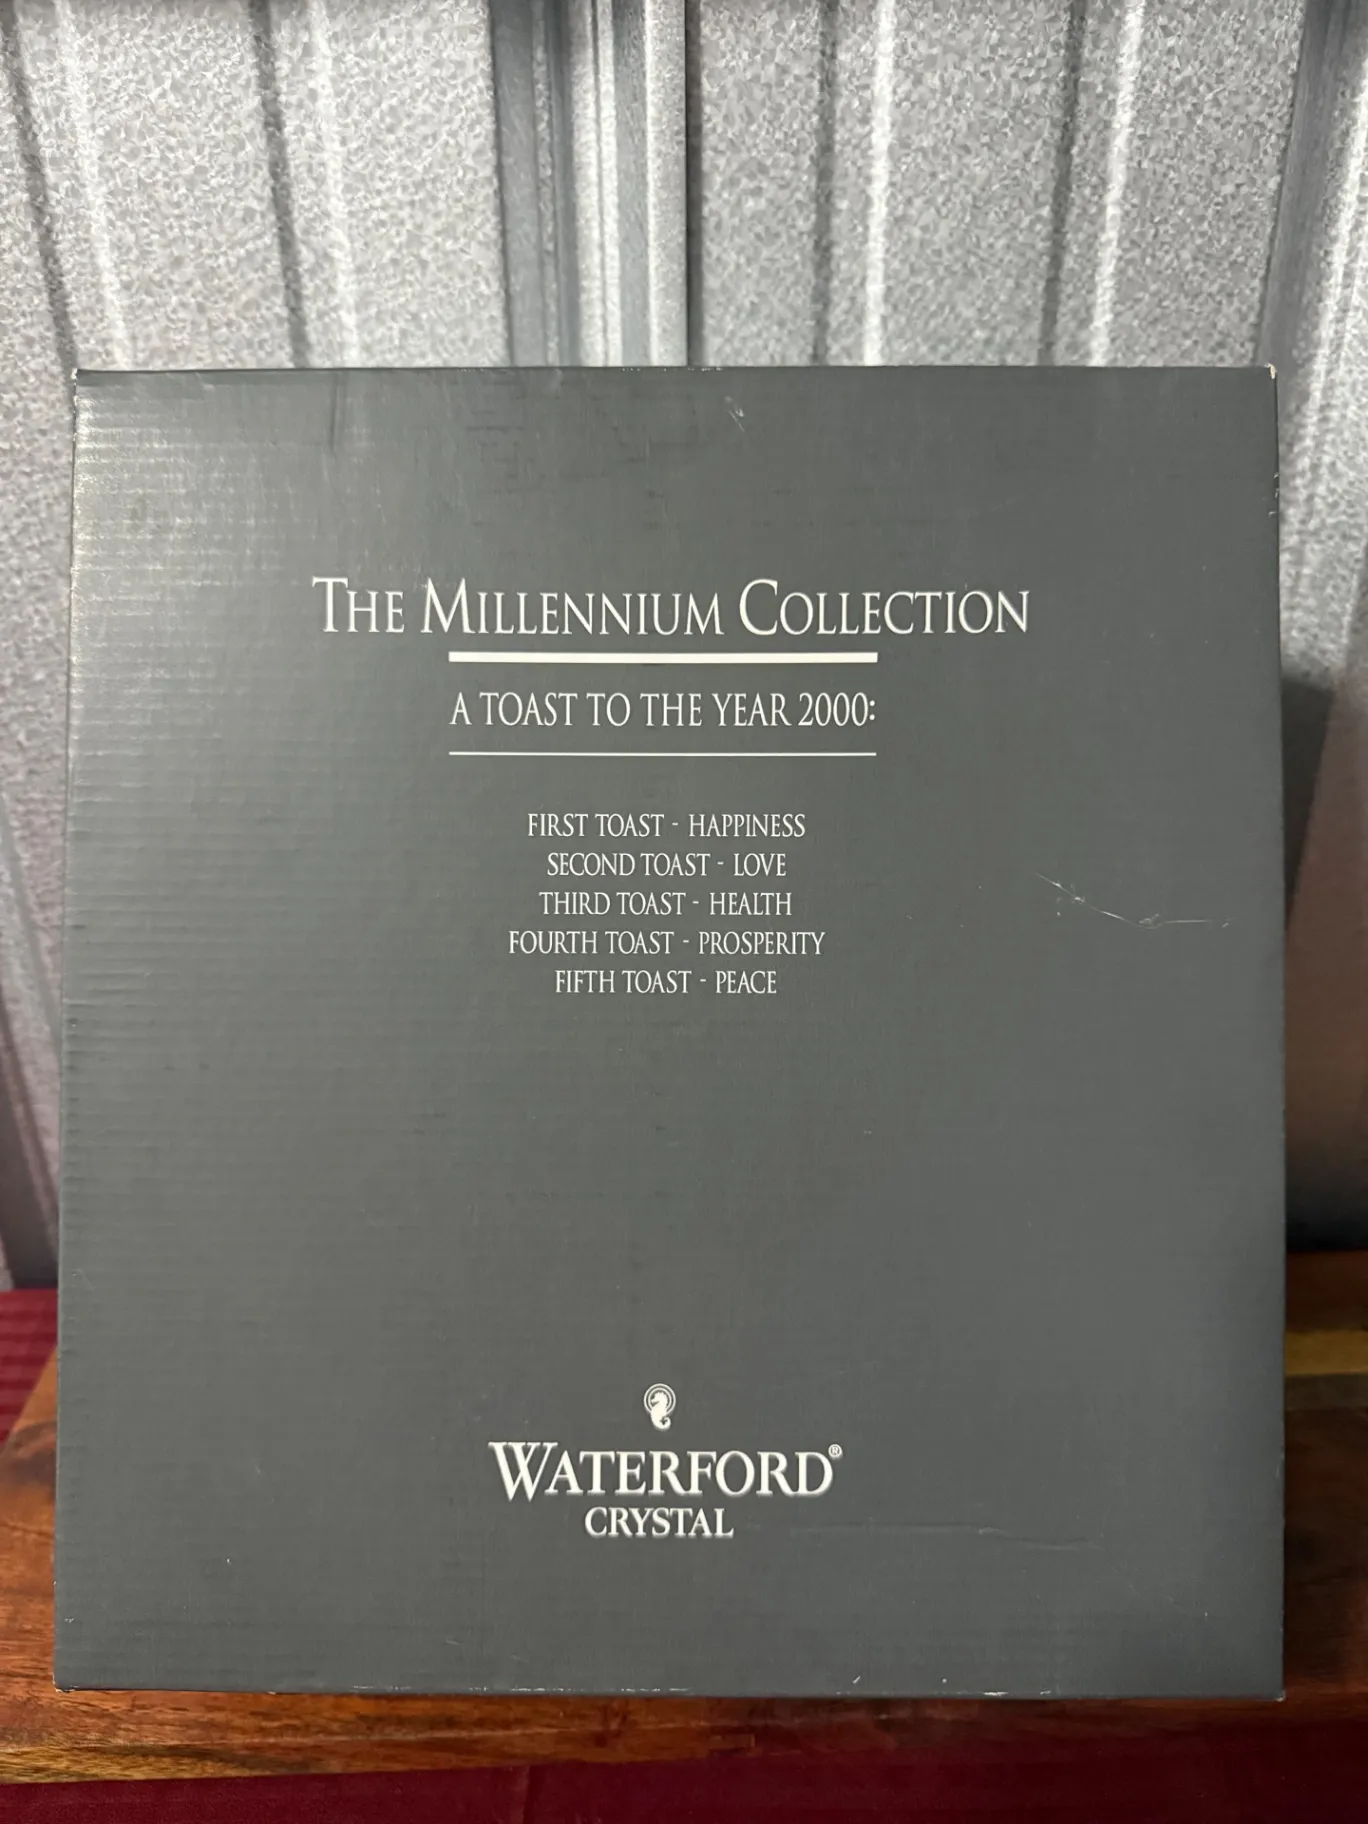 THE MILLENNIUM COLLECTION
A TOAST TO THE YEAR 2000:
FIRST TOAST - HAPPINESS
SECOND TOAST - LOVE
THIRD TOAST - HEALTH
FOURTH TOAST - PROSPERITY
FIFTH TOAST - PEACE
WATERFORD®
CRYSTAL